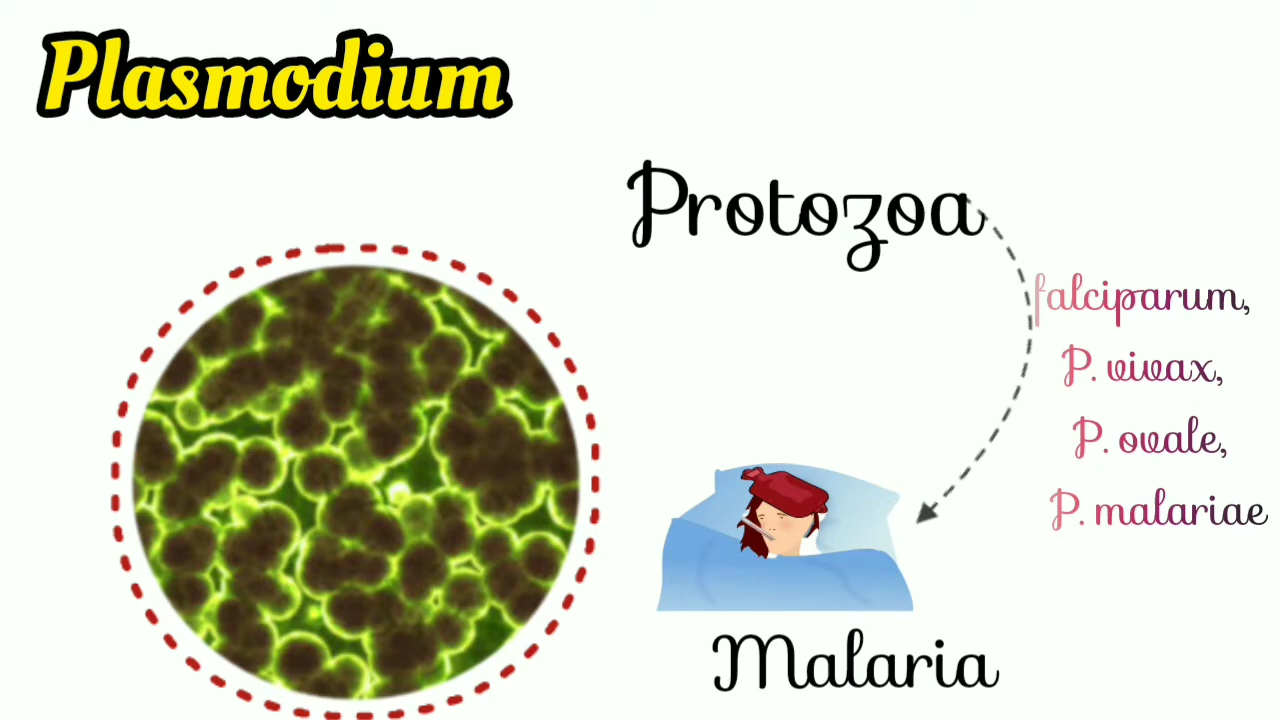 Plasmodium
Protozoa
falciparum,
P. vivax,
P. ovale,
P. malariae
Malaria